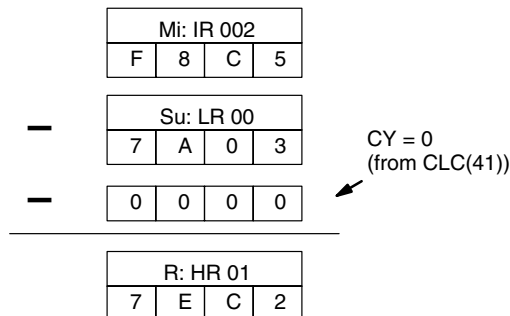 Mi: IR 002
F 8 C 5
– Su: LR 00
7 A 0 3
CY = 0
(from CLC(41))
– 0 0 0 0
R: HR 01
7 E C 2